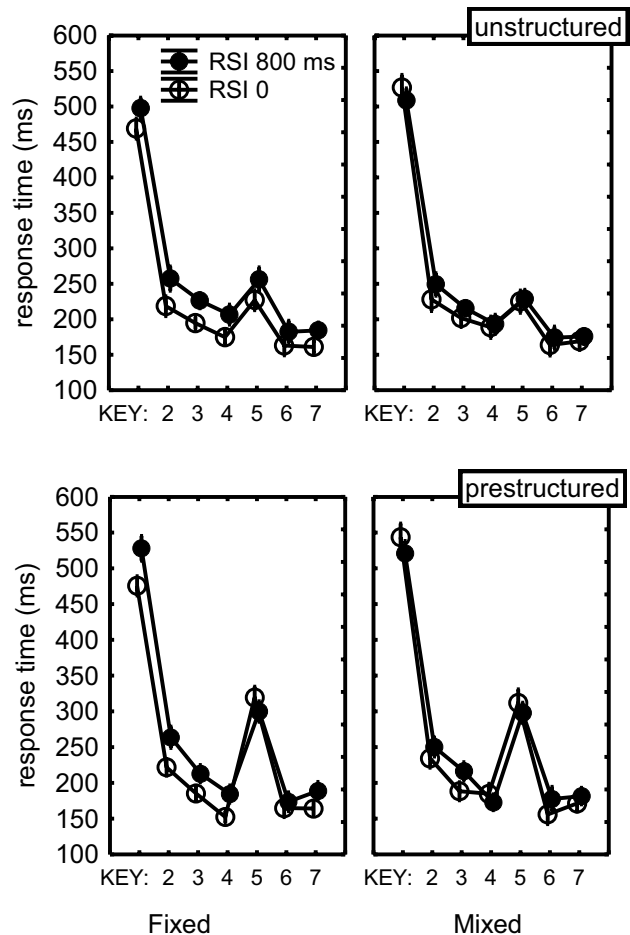 unstructured
600
550
500
450
400
350
300
250
200
150
100
response time (ms)
RSI 800 ms
RSI 0
KEY: 2 3 4 5 6 7
KEY: 2 3 4 5 6 7
prestructured
600
550
500
450
400
350
300
250
200
150
100
response time (ms)
KEY: 2 3 4 5 6 7
KEY: 2 3 4 5 6 7
Fixed
Mixed